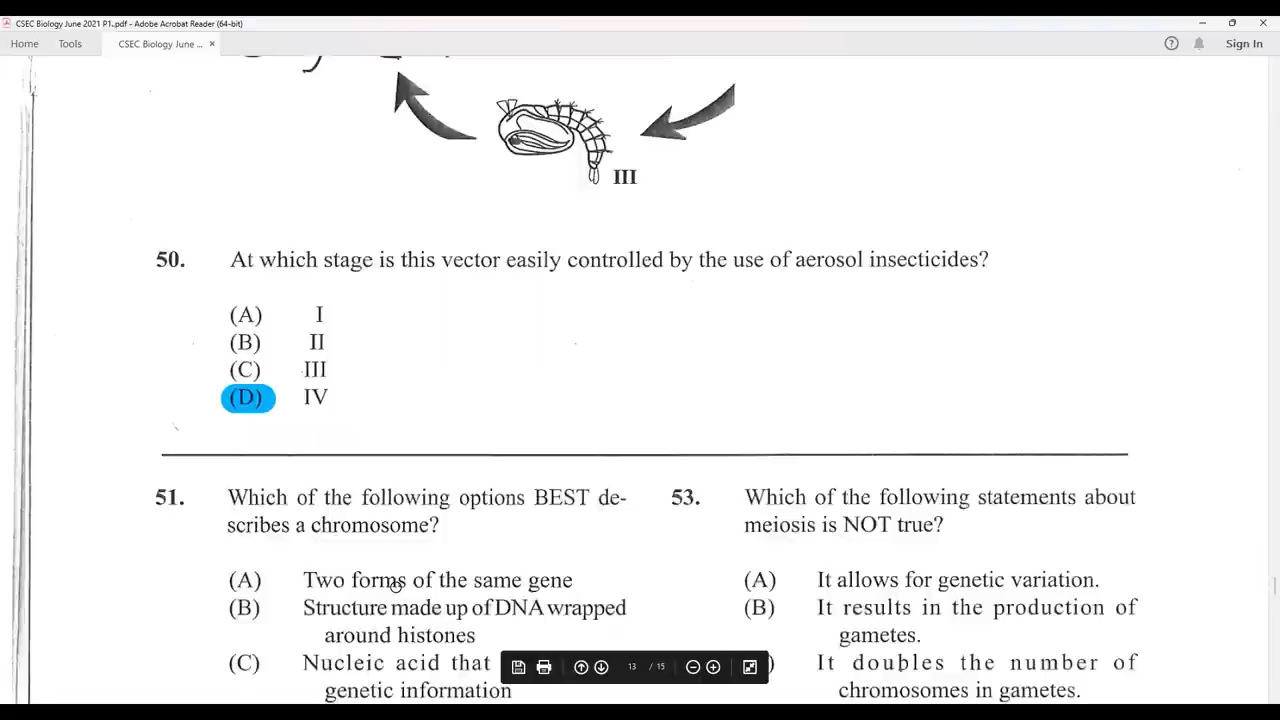 CSEC Biology June 2021 P1..pdf - Adobe Acrobat Reader (64-bit)
Home Tools CSEC Biology June ... × Sign In
III
50. At which stage is this vector easily controlled by the use of aerosol insecticides?
(A) I
(B) II
(C) III
(D) IV
51. Which of the following options BEST de-
scribes a chromosome?
(A) Two forms of the same gene
(B) Structure made up of DNA wrapped
around histones
(C) Nucleic acid that
genetic information
13 / 15
53. Which of the following statements about
meiosis is NOT true?
(A) It allows for genetic variation.
(B) It results in the production of
gametes.
It doubles the number of
chromosomes in gametes.